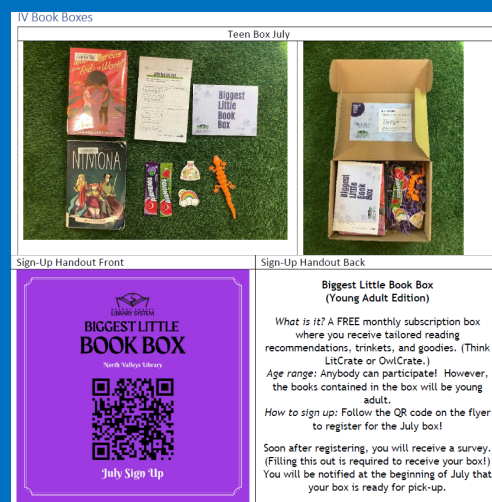 IV Book Boxes
Teen Box July
End
World
NIMONA
Biggest
Little
Book
Box
Biggest
Little
Book
Box
Sign-Up Handout Front
Sign-Up Handout Back
LIBRARY SYSTEM
BIGGEST LITTLE
BOOK BOX
North Valleys Library
July Sign Up
Biggest Little Book Box
(Young Adult Edition)
What is it? A FREE monthly subscription box
where you receive tailored reading
recommendations, trinkets, and goodies. (Think
LitCrate or OwlCrate.)
Age range: Anybody can participate! However,
the books contained in the box will be young
adult.
How to sign up: Follow the QR code on the flyer
to register for the July box!
Soon after registering, you will receive a survey.
(Filling this out is required to receive your box!)
You will be notified at the beginning of July that
your box is ready for pick-up.